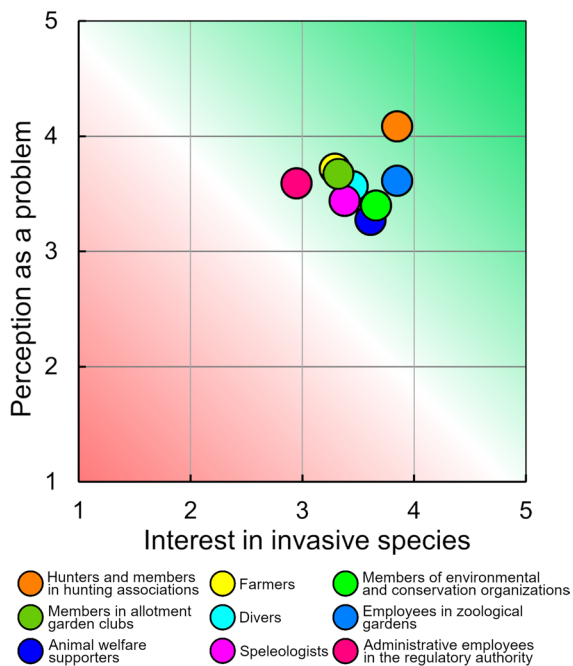 5
4
3
2
1
Perception as a problem
1 2 3 4 5
Interest in invasive species
Hunters and members
in hunting associations
Farmers
Members of environmental
and conservation organizations
Members in allotment
garden clubs
Divers
Employees in zoological
gardens
Animal welfare
supporters
Speleologists
Administrative employees
in the regulatory authority